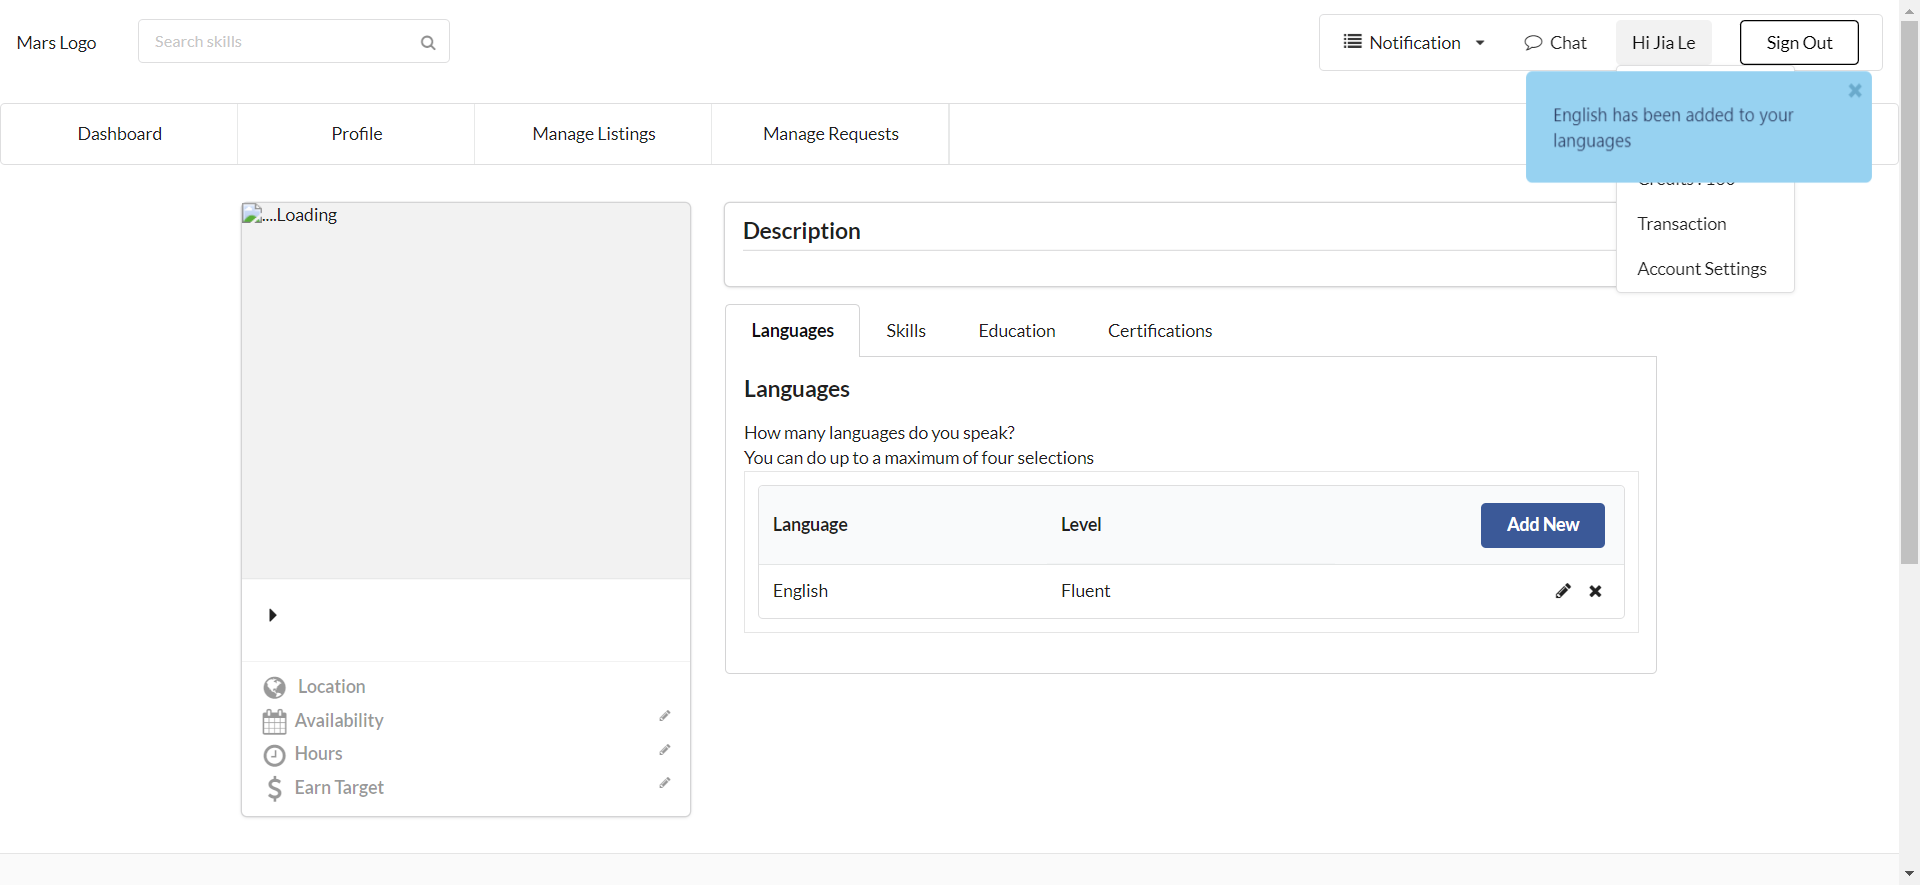 Mars Logo
Search skills
Notification
Chat
Hi Jia Le
Sign Out
English has been added to your
languages
Dashboard
Profile
Manage Listings
Manage Requests
Transaction
Account Settings
....Loading
Description
Languages
Skills
Education
Certifications
Languages
How many languages do you speak?
You can do up to a maximum of four selections
Language
Level
Add New
English
Fluent
Location
Availability
Hours
Earn Target